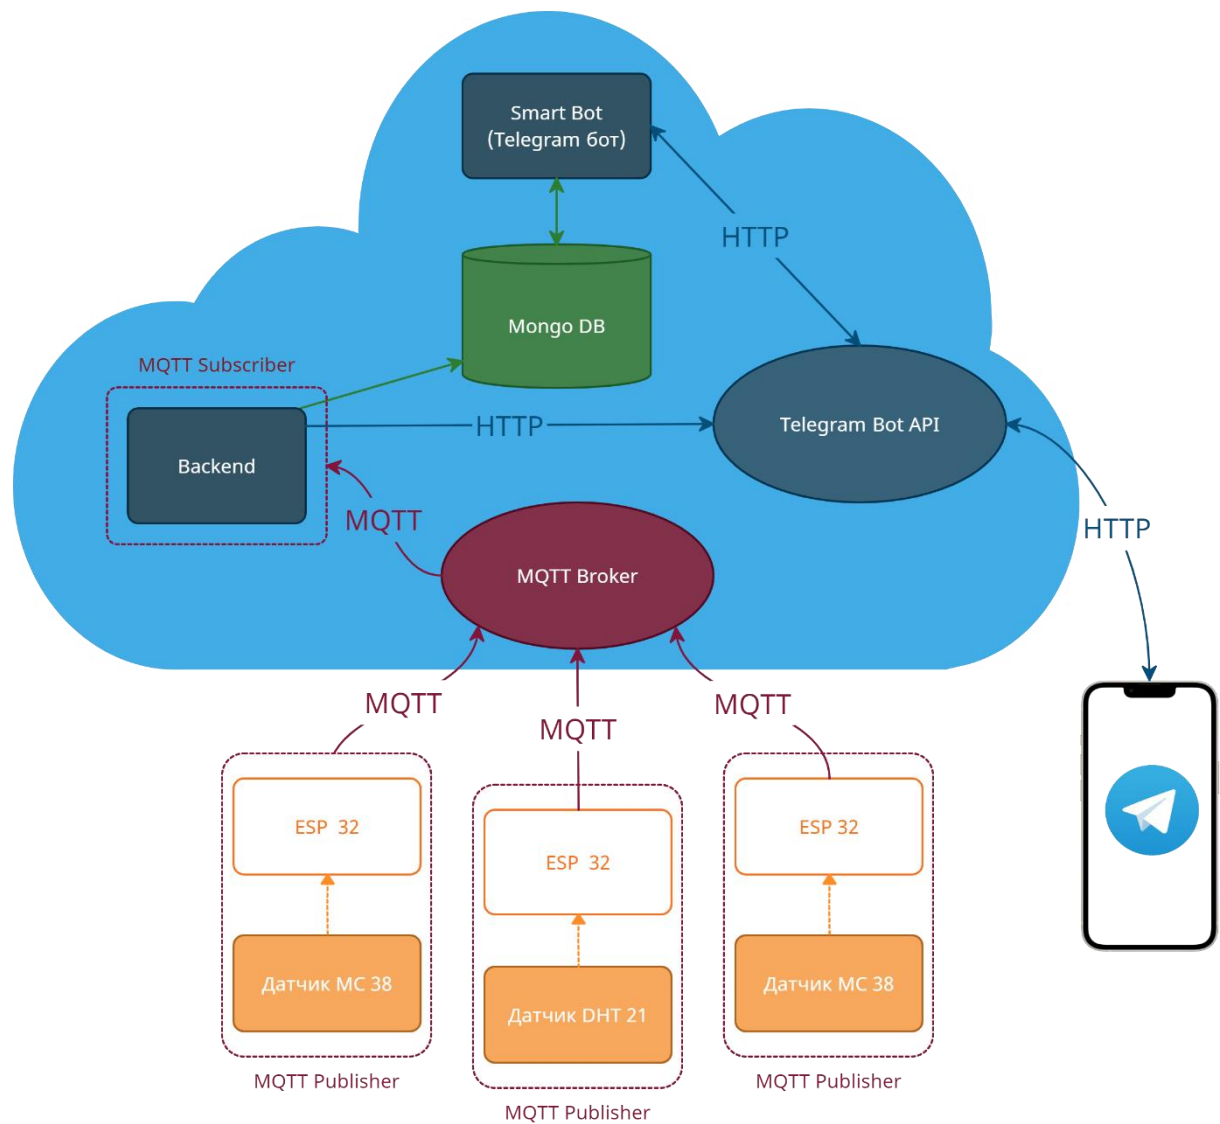 Smart Bot
(Telegram бот)
HTTP
Mongo DB
MQTT Subscriber
HTTP
Telegram Bot API
Backend
MQTT
HTTP
MQTT Broker
MQTT
MQTT
MQTT
ESP 32
ESP 32
ESP 32
Датчик MC 38
Датчик DHT 21
Датчик MC 38
MQTT Publisher
MQTT Publisher
MQTT Publisher